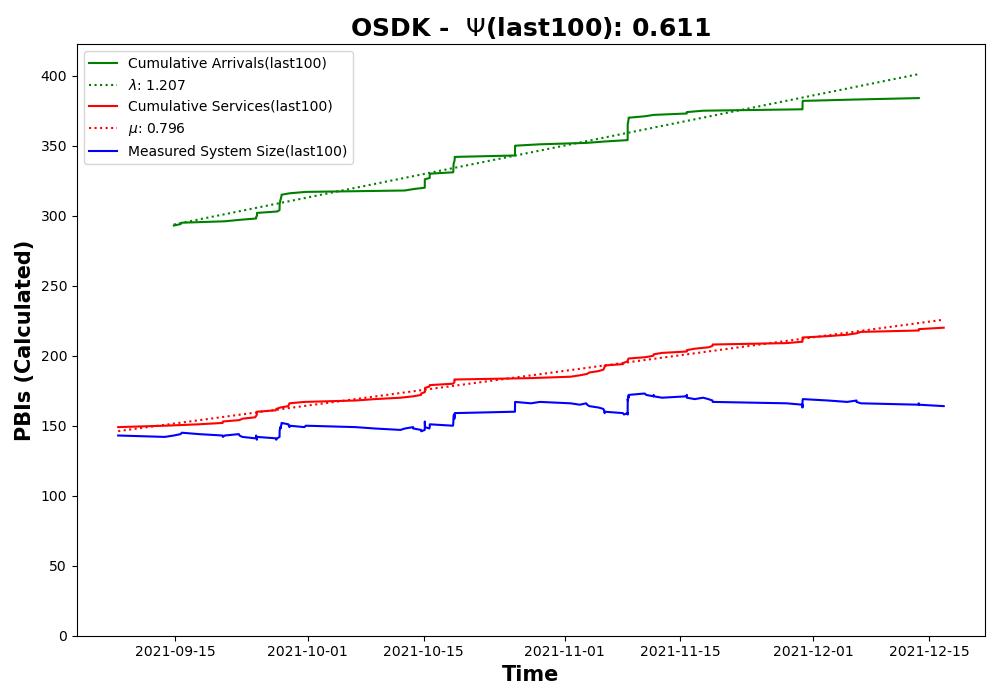 OSDK - Ψ(last100): 0.611
Cumulative Arrivals(last100)
λ: 1.207
Cumulative Services(last100)
μ: 0.796
Measured System Size(last100)
PBIs (Calculated)
400
350
300
250
200
150
100
50
0
2021-09-15 2021-10-01 2021-10-15 2021-11-01 2021-11-15 2021-12-01 2021-12-15
Time